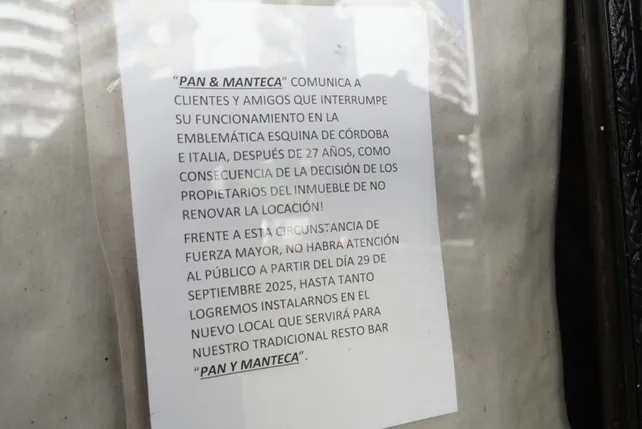 "PAN & MANTECA" COMUNICA A
CLIENTES Y AMIGOS QUE INTERRUMPE
SU FUNCIONAMIENTO EN LA
EMBLEMÁTICA ESQUINA DE CÓRDOBA
E ITALIA, DESPUÉS DE 27 AÑOS, COMO
CONSECUENCIA DE LA DECISIÓN DE LOS
PROPIETARIOS DEL INMUEBLE DE NO
RENOVAR LA LOCACIÓN!
FRENTE A ESTA CIRCUNSTANCIA DE
FUERZA MAYOR, NO HABRA ATENCIÓN
AL PÚBLICO A PARTIR DEL DÍA 29 DE
SEPTIEMBRE 2025, HASTA TANTO
LOGREMOS INSTALARNOS EN EL
NUEVO LOCAL QUE SERVIRÁ PARA
NUESTRO TRADICIONAL RESTO BAR
"PAN Y MANTECA".